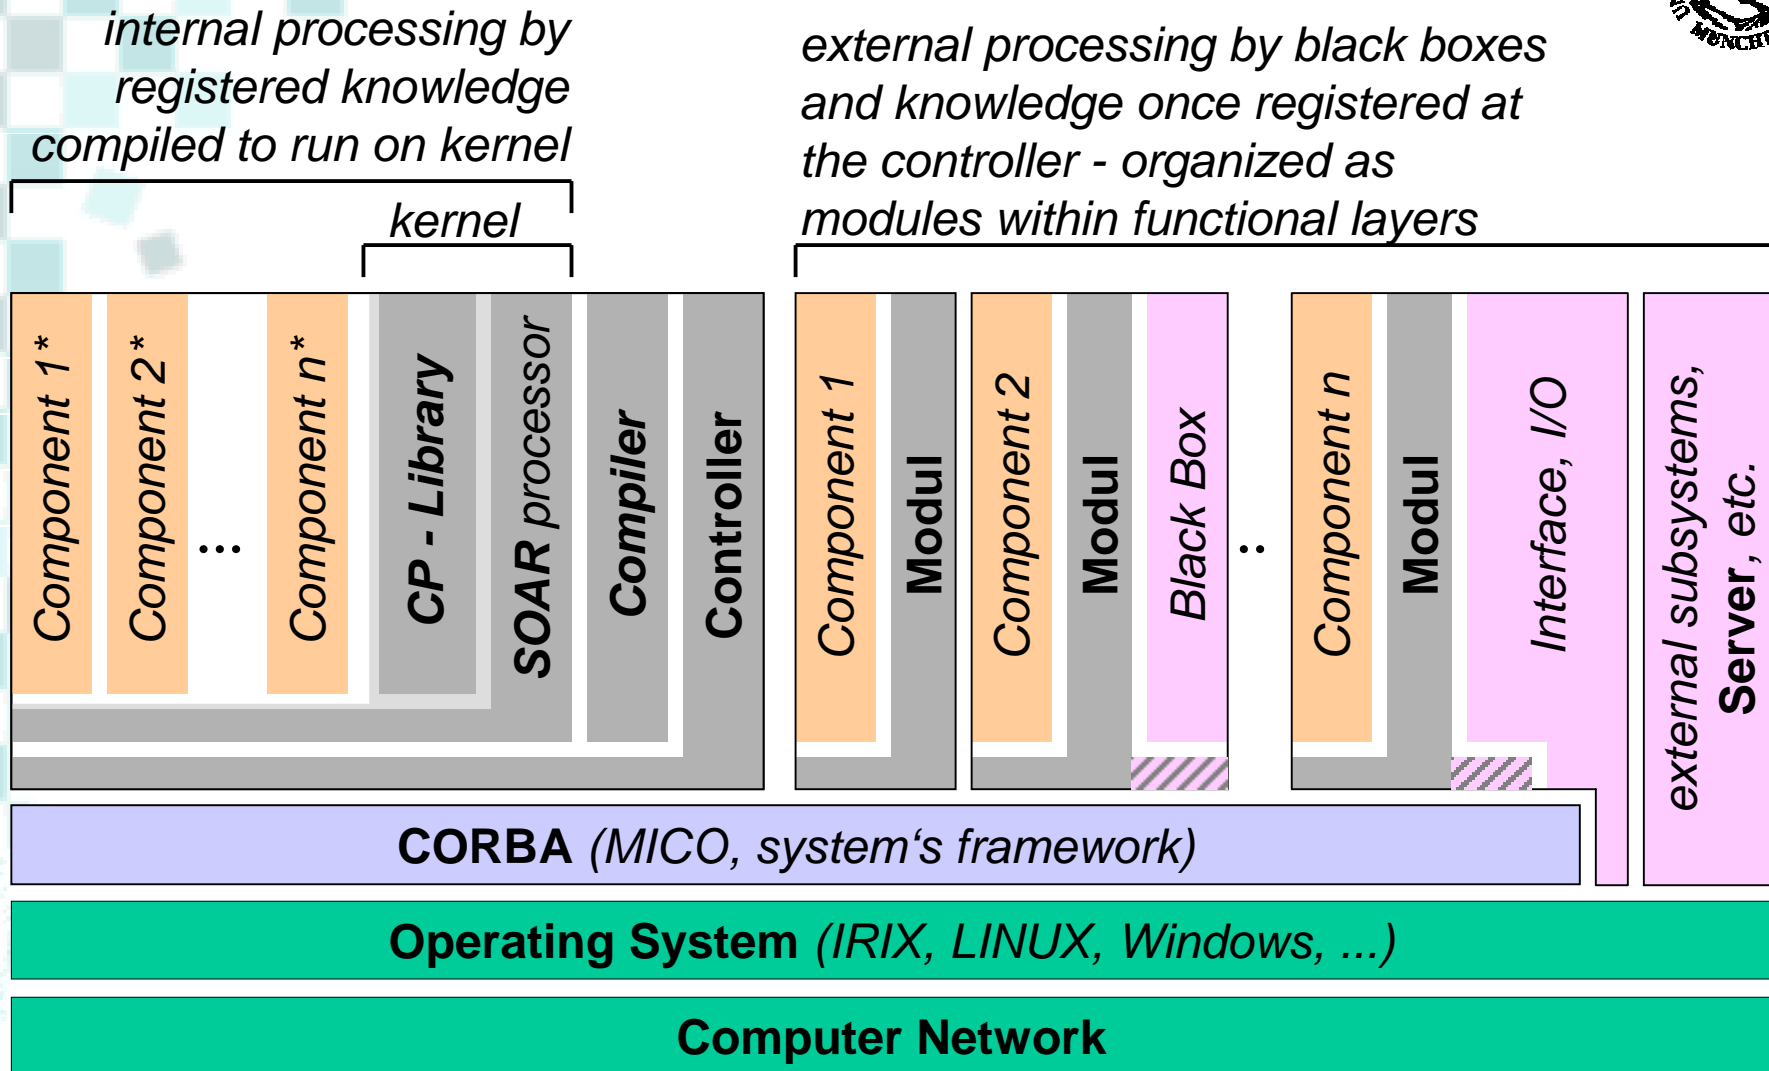 internal processing by
registered knowledge
compiled to run on kernel
kernel
external processing by black boxes
and knowledge once registered at
the controller - organized as
modules within functional layers
MÜNCHE
Component 1*
Component 2*
...
Component n*
CP - Library
SOAR processor
Compiler
Controller
Component 1
Modul
Component 2
Modul
Black Box
..
Component n
Modul
Interface, I/O
external subsystems,
Server, etc.
CORBA (MICO, system‘s framework)
Operating System (IRIX, LINUX, Windows, ...)
Computer Network